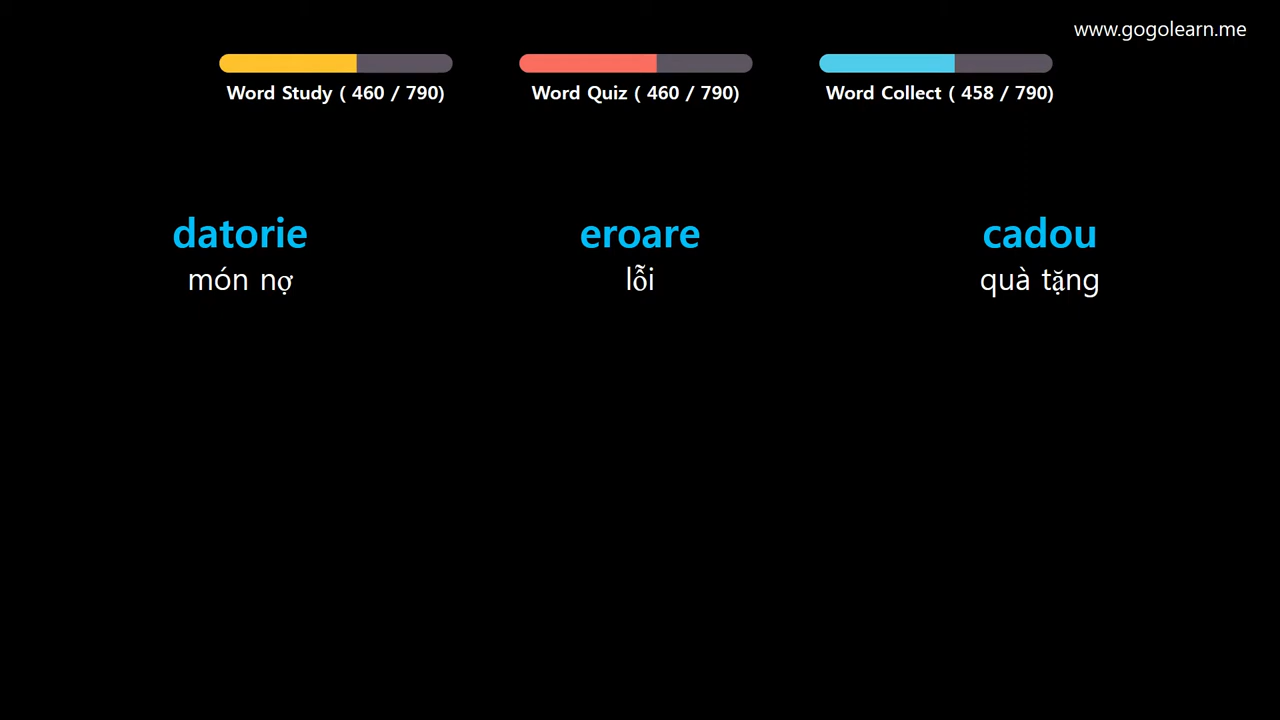 www.gogolearn.me
Word Study ( 460 / 790)
Word Quiz ( 460 / 790)
Word Collect ( 458 / 790)
datorie
món nợ
eroare
lỗi
cadou
quà tặng